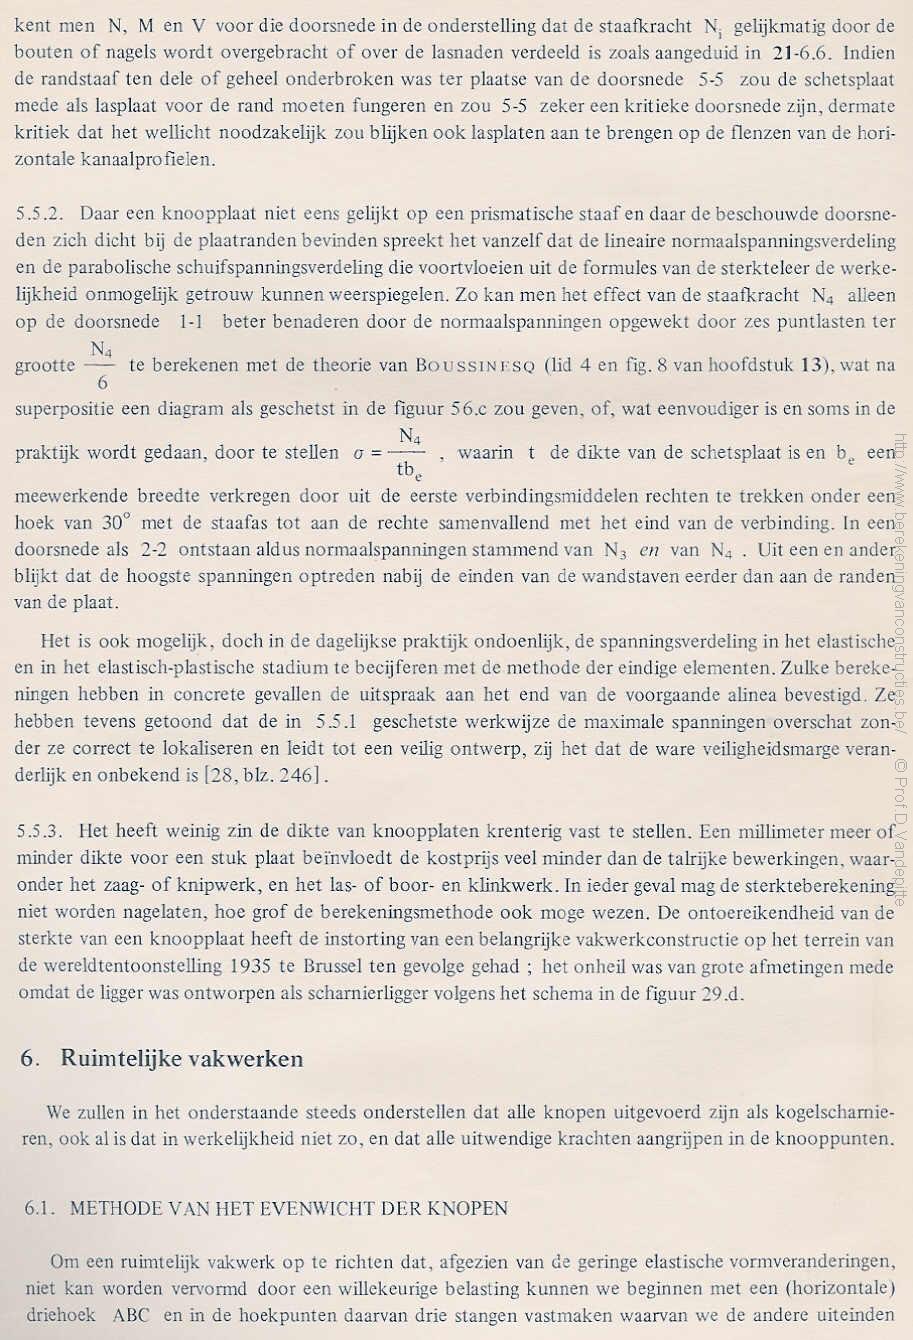 kent men N, M en V voor die doorsnede in de onderstelling dat de staafkracht N_i gelijkmatig door de
bouten of nagels wordt overgebracht of over de lasnaden verdeeld is zoals aangeduid in 21-6.6. Indien
de randstaaf ten dele of geheel onderbroken was ter plaatse van de doorsnede 5-5 zou de schetsplaat
mede als lasplaat voor de rand moeten fungeren en zou 5-5 zeker een kritieke doorsnede zijn, dermate
kritiek dat het wellicht noodzakelijk zou blijken ook lasplaten aan te brengen op de flenzen van de hori-
zontale kanaalprofielen.
5.5.2. Daar een knoopplaat niet eens gelijkt op een prismatische staaf en daar de beschouwde doorsne-
den zich dicht bij de plaatranden bevinden spreekt het vanzelf dat de lineaire normaalspanningsverdeling
en de parabolische schuifspanningsverdeling die voortvloeien uit de formules van de sterkteleer de werke-
lijkheid onmogelijk getrouw kunnen weerspiegelen. Zo kan men het effect van de staafkracht N₄ alleen
op de doorsnede 1-1 beter benaderen door de normaalspanningen opgewekt door zes puntlasten ter
grootte N₄/6 te berekenen met de theorie van BOUSSINESQ (lid 4 en fig. 8 van hoofdstuk 13), wat na
superpositie een diagram als geschetst in de figuur 56.c zou geven, of, wat eenvoudiger is en soms in de
praktijk wordt gedaan, door te stellen σ = N₄/tb_e , waarin t de dikte van de schetsplaat is en b_e een
meewerkende breedte verkregen door uit de eerste verbindingsmiddelen rechten te trekken onder een
hoek van 30° met de staafas tot aan de rechte samenvallend met het eind van de verbinding. In een
doorsnede als 2-2 ontstaan aldus normaalspanningen stammend van N₃ en van N₄ . Uit een en ander
blijkt dat de hoogste spanningen optreden nabij de einden van de wandstaven eerder dan aan de randen
van de plaat.
Het is ook mogelijk, doch in de dagelijkse praktijk ondoenlijk, de spanningsverdeling in het elastische
en in het elastisch-plastische stadium te becijferen met de methode der eindige elementen. Zulke bereke-
ningen hebben in concrete gevallen de uitspraak aan het end van de voorgaande alinea bevestigd. Ze
hebben tevens getoond dat de in 5.5.1 geschetste werkwijze de maximale spanningen overschat zon-
der ze correct te lokaliseren en leidt tot een veilig ontwerp, zij het dat de ware veiligheidsmarge veran-
derlijk en onbekend is [28, blz. 246] .
5.5.3. Het heeft weinig zin de dikte van knoopplaten krenterig vast te stellen. Een millimeter meer of
minder dikte voor een stuk plaat beïnvloedt de kostprijs veel minder dan de talrijke bewerkingen, waar-
onder het zaag- of knipwerk, en het las- of boor- en klinkwerk. In ieder geval mag de sterkteberekening
niet worden nagelaten, hoe grof de berekeningsmethode ook moge wezen. De ontoereikendheid van de
sterkte van een knoopplaat heeft de instorting van een belangrijke vakwerkconstructie op het terrein van
de wereldtentoonstelling 1935 te Brussel ten gevolge gehad ; het onheil was van grote afmetingen mede
omdat de ligger was ontworpen als scharnierligger volgens het schema in de figuur 29.d.
6. Ruimtelijke vakwerken
We zullen in het onderstaande steeds onderstellen dat alle knopen uitgevoerd zijn als kogelscharnie-
ren, ook al is dat in werkelijkheid niet zo, en dat alle uitwendige krachten aangrijpen in de knooppunten.
6.1. METHODE VAN HET EVENWICHT DER KNOPEN
Om een ruimtelijk vakwerk op te richten dat, afgezien van de geringe elastische vormveranderingen,
niet kan worden vervormd door een willekeurige belasting kunnen we beginnen met een (horizontale)
driehoek ABC en in de hoekpunten daarvan drie stangen vastmaken waarvan we de andere uiteinden
http://www.berekeningvanconstructies.be/ © Prof.D.Vandepitte